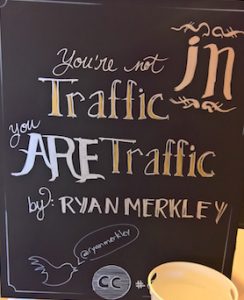 You're not in
Traffic
you
ARE Traffic
by: RYAN MERKLEY
@ryanmerkley
CC #